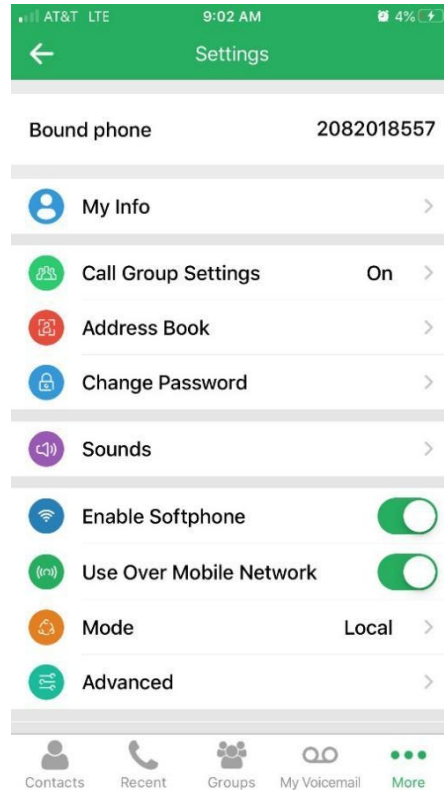 AT&T LTE 9:02 AM 4%
Settings
Bound phone 2082018557
My Info
Call Group Settings On
Address Book
Change Password
Sounds
Enable Softphone
Use Over Mobile Network
Mode Local
Advanced
Contacts Recent Groups My Voicemail More